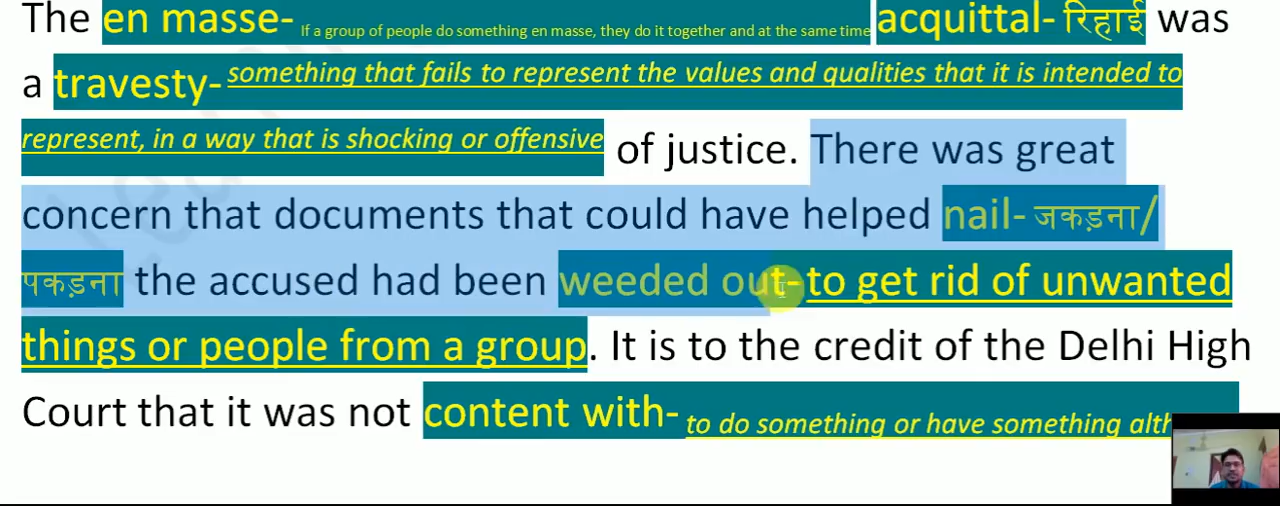 The en masse- If a group of people do something en masse, they do it together and at the same time acquittal- रिहाई was
a travesty- something that fails to represent the values and qualities that it is intended to
represent, in a way that is shocking or offensive of justice. There was great
concern that documents that could have helped nail- जकड़ना/
पकड़ना the accused had been weeded out- to get rid of unwanted
things or people from a group. It is to the credit of the Delhi High
Court that it was not content with- to do something or have something alth